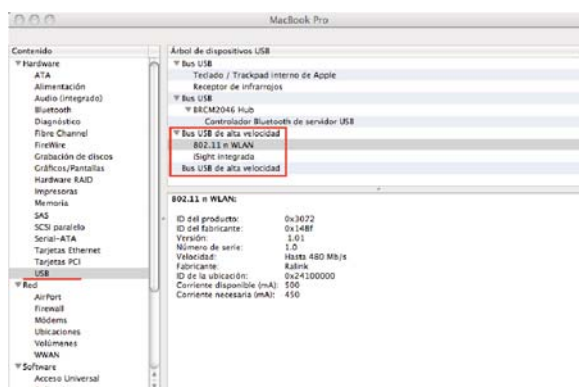 MacBook Pro
Contenido
Hardware
ATA
Alimentación
Audio (integrado)
Bluetooth
Diagnóstico
Fibre Channel
FireWire
Grabación de discos
Gráficos/Pantallas
Hardware RAID
Impresoras
Memoria
SAS
SCSI paralelo
Serial-ATA
Tarjetas Ethernet
Tarjetas PCI
USB
Red
AirPort
Firewall
Módems
Ubicaciones
Volúmenes
WWAN
Software
Acceso Universal
Árbol de dispositivos USB
Bus USB
Teclado / Trackpad interno de Apple
Receptor de infrarrojos
Bus USB
BRCM2046 Hub
Controlador Bluetooth de servidor USB
Bus USB de alta velocidad
802.11 n WLAN
iSight integrada
Bus USB de alta velocidad
802.11 n WLAN:
ID del producto: 0x3072
ID del fabricante: 0x148f
Versión: 1.01
Número de serie: 1.0
Velocidad: Hasta 480 Mb/s
Fabricante: Ralink
ID de la ubicación: 0x24100000
Corriente disponible (mA): 500
Corriente necesaria (mA): 450